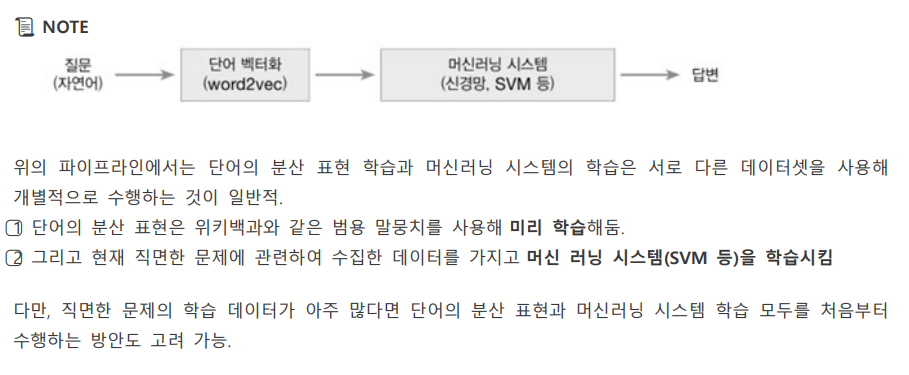 NOTE
질문
(자연어)
단어 벡터화
(word2vec)
머신러닝 시스템
(신경망, SVM 등)
답변
위의 파이프라인에서는 단어의 분산 표현 학습과 머신러닝 시스템의 학습은 서로 다른 데이터셋을 사용해
개별적으로 수행하는 것이 일반적.
1 단어의 분산 표현은 위키백과와 같은 범용 말뭉치를 사용해 미리 학습해둠.
2 그리고 현재 직면한 문제에 관련하여 수집한 데이터를 가지고 머신 러닝 시스템(SVM 등)을 학습시킴
다만, 직면한 문제의 학습 데이터가 아주 많다면 단어의 분산 표현과 머신러닝 시스템 학습 모두를 처음부터
수행하는 방안도 고려 가능.